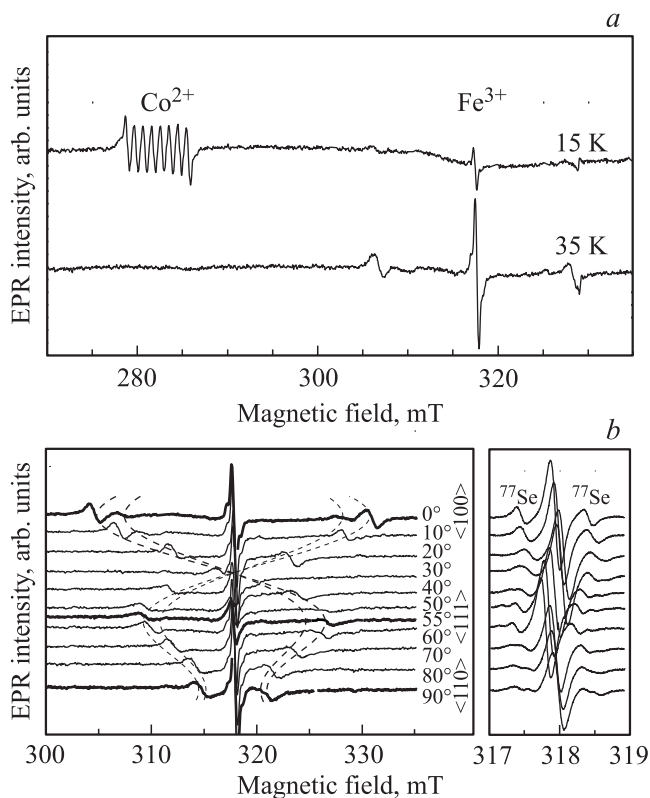 a
Co2+
Fe3+
15 K
35 K
EPR intensity, arb. units
280
300
320
Magnetic field, mT
b
77Se
77Se
0°
10°
20°
30°
40°
50°
55°
60°
70°
80°
90°
<100>
<111>
<110>
EPR intensity, arb. units
300
310
320
330
317
318
319
Magnetic field, mT